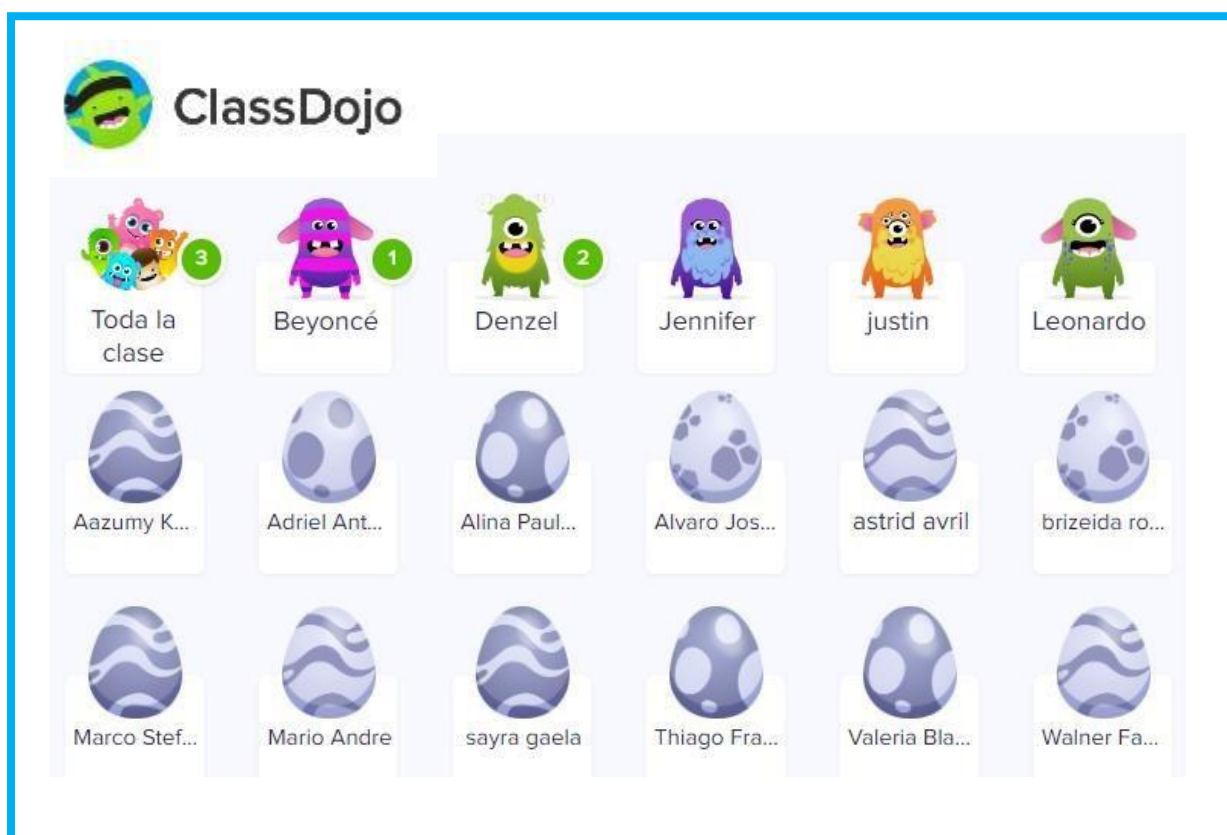 ClassDojo
3
1
2
Toda la
clase
Beyoncé
Denzel
Jennifer
justin
Leonardo
Aazumy K...
Adriel Ant...
Alina Paul...
Alvaro Jos...
astrid avril
brizeida ro...
Marco Stef...
Mario Andre
sayra gaela
Thiago Fra...
Valeria Bla...
Walner Fa...